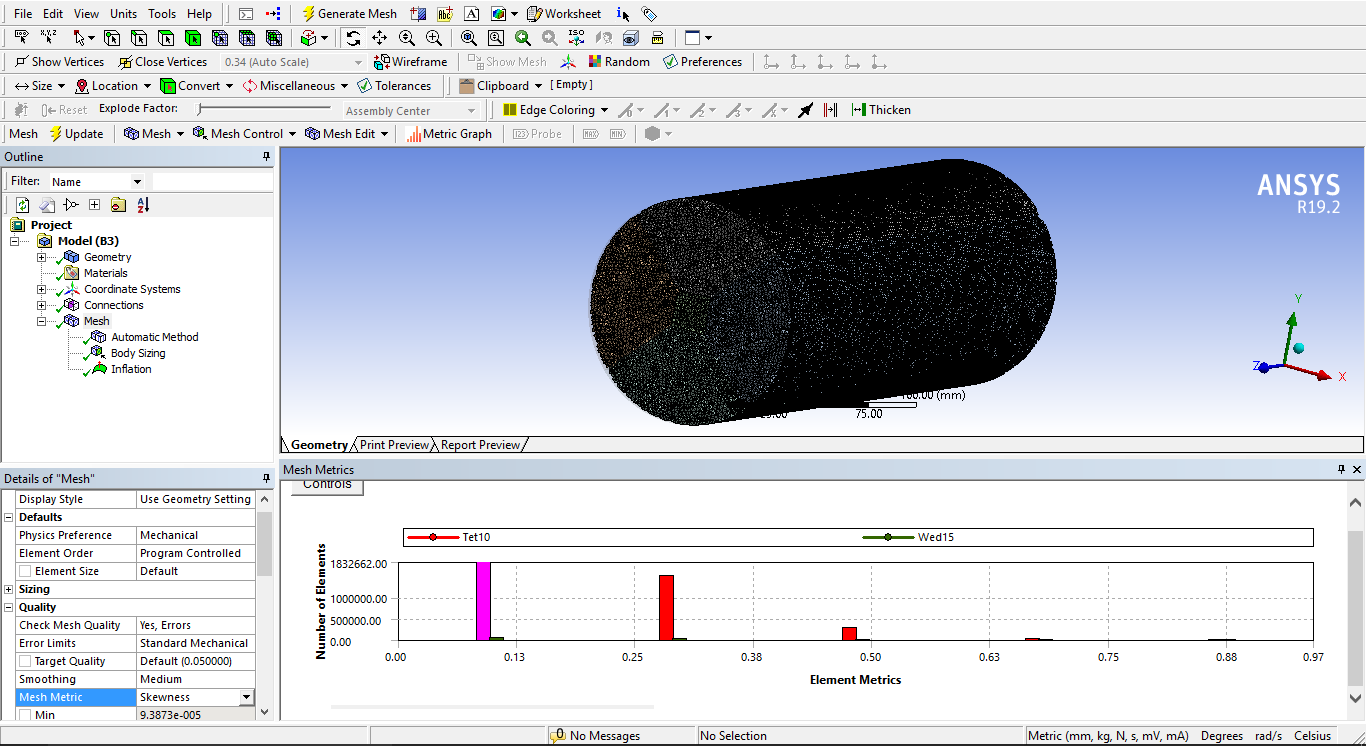 File Edit View Units Tools Help Generate Mesh Abc A Worksheet i
X,Y,Z ISO
Show Vertices Close Vertices 0.34 (Auto Scale) Wireframe Show Mesh Random Preferences
Size Location Convert Miscellaneous Tolerances Clipboard [ Empty ]
Reset Explode Factor: Assembly Center Edge Coloring Thicken
Mesh Update Mesh Mesh Control Mesh Edit Metric Graph Probe MAX MIN
Outline
Filter: Name
Project
Model (B3)
Geometry
Materials
Coordinate Systems
Connections
Mesh
Automatic Method
Body Sizing
Inflation
ANSYS
R19.2
100.00 (mm)
75.00
Y
Z
X
Geometry Print Preview Report Preview
Details of "Mesh"
Display Style Use Geometry Setting
Defaults
Physics Preference Mechanical
Element Order Program Controlled
Element Size Default
Sizing
Quality
Check Mesh Quality Yes, Errors
Error Limits Standard Mechanical
Target Quality Default (0.050000)
Smoothing Medium
Mesh Metric Skewness
Min 9.3873e-005
Mesh Metrics
Controls
Tet10 Wed15
Number of Elements
1832662.00
1000000.00
500000.00
0.00
0.00 0.13 0.25 0.38 0.50 0.63 0.75 0.88 0.97
Element Metrics
0 No Messages No Selection Metric (mm, kg, N, s, mV, mA) Degrees rad/s Celsius